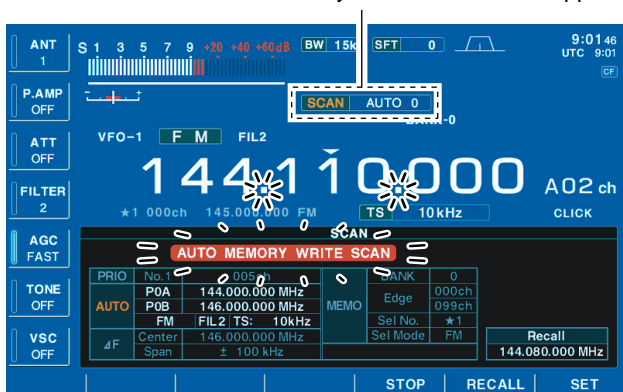 ANT 1 S 1 3 5 7 9 +20 +40 +60dB BW 15k SFT 0 9:01 46
UTC 9:01
CF
P.AMP OFF - +
SCAN AUTO 0
-0
ATT OFF VFO-1 FM FIL2
144.110.000 A02 ch
FILTER 2 ★1 000ch 145.000.000 FM TS 10kHz CLICK
AGC FAST SCAN
AUTO MEMORY WRITE SCAN
PRIO No.1 005ch BANK 0
TONE OFF AUTO P0A 144.000.000 MHz MEMO Edge 000ch
P0B 146.000.000 MHz 099ch
FM FIL2 TS: 10kHz Sel No. ★1
VSC OFF ⊿F Center 146.000.000 MHz Sel Mode FM Recall
Span ± 100 kHz 144.080.000 MHz
STOP RECALL SET